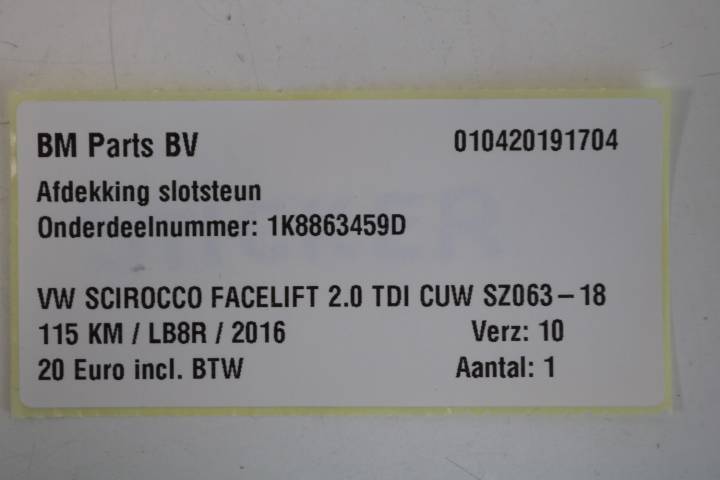 BM Parts BV 010420191704
Afdekking slotsteun
Onderdeelnummer: 1K8863459D
VW SCIROCCO FACELIFT 2.0 TDI CUW SZ063-18
115 KM / LB8R / 2016 Verz: 10
20 Euro incl. BTW Aantal: 1